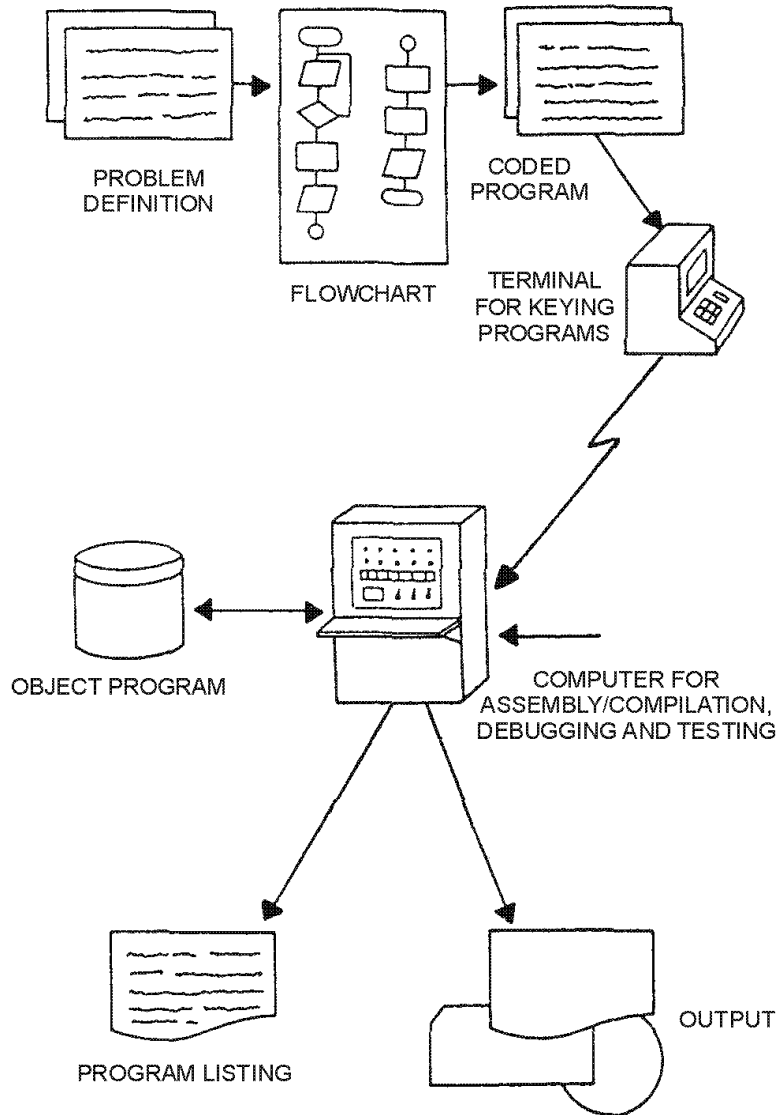 PROBLEM
DEFINITION
FLOWCHART
CODED
PROGRAM
TERMINAL
FOR KEYING
PROGRAMS
OBJECT PROGRAM
COMPUTER FOR
ASSEMBLY/COMPILATION,
DEBUGGING AND TESTING
PROGRAM LISTING
OUTPUT